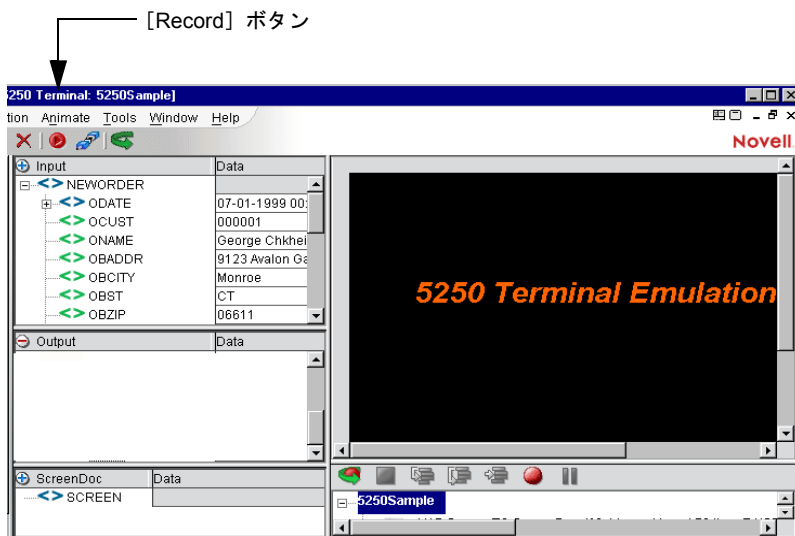 ［Record］ボタン
5250 Terminal: 5250Sample]
tion Animate Tools Window Help
Novell
Input Data
NEWORDER
ODATE 07-01-1999 00:
OCUST 000001
ONAME George Chkhei
OBADDR 9123 Avalon Ga
OBCITY Monroe
OBST CT
OBZIP 06611
5250 Terminal Emulation
Output Data
ScreenDoc Data
SCREEN
5250Sample